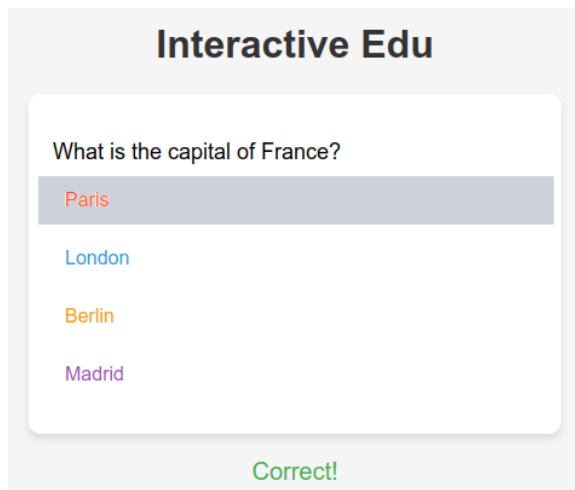 Interactive Edu
What is the capital of France?
Paris
London
Berlin
Madrid
Correct!